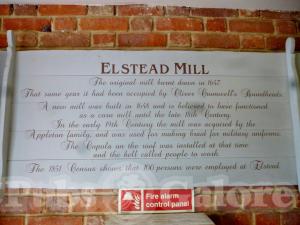 ELSTEAD MILL
The original mill burnt down in 1647.
That same year it had been occupied by Oliver Cromwell's Roundheads.
A new mill was built in 1648 and is believed to have functioned
as a corn mill until the late 18th Century.
In the early 19th Century the mill was acquired by the
Appleton family, and was used for making braid for military uniforms.
The Cupola on the roof was installed at that time
and the bell called people to work.
The 1851 Census shows that 100 persons were employed at Elstead.
Fire alarm
control panel
Pubs Galore